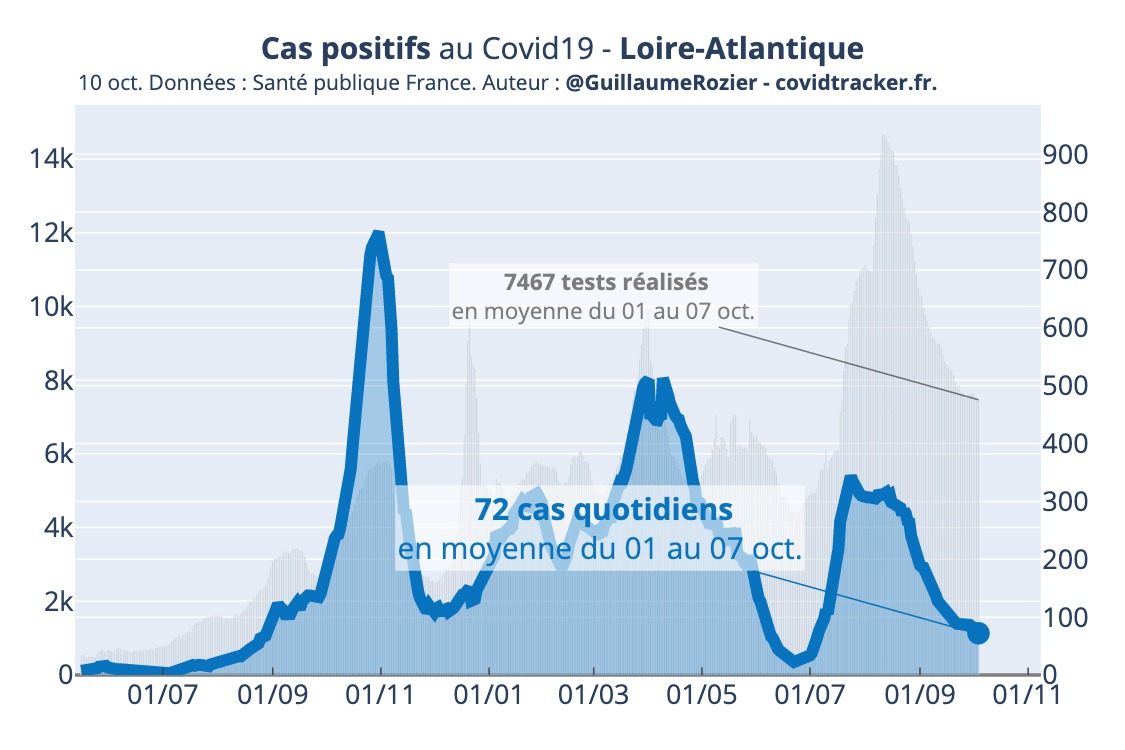 Cas positifs au Covid19 - Loire-Atlantique
10 oct. Données : Santé publique France. Auteur : @GuillaumeRozier - covidtracker.fr.
14k
12k
10k
8k
6k
4k
2k
0
900
800
700
600
500
400
300
200
100
0
7467 tests réalisés
en moyenne du 01 au 07 oct.
72 cas quotidiens
en moyenne du 01 au 07 oct.
01/07 01/09 01/11 01/01 01/03 01/05 01/07 01/09 01/11